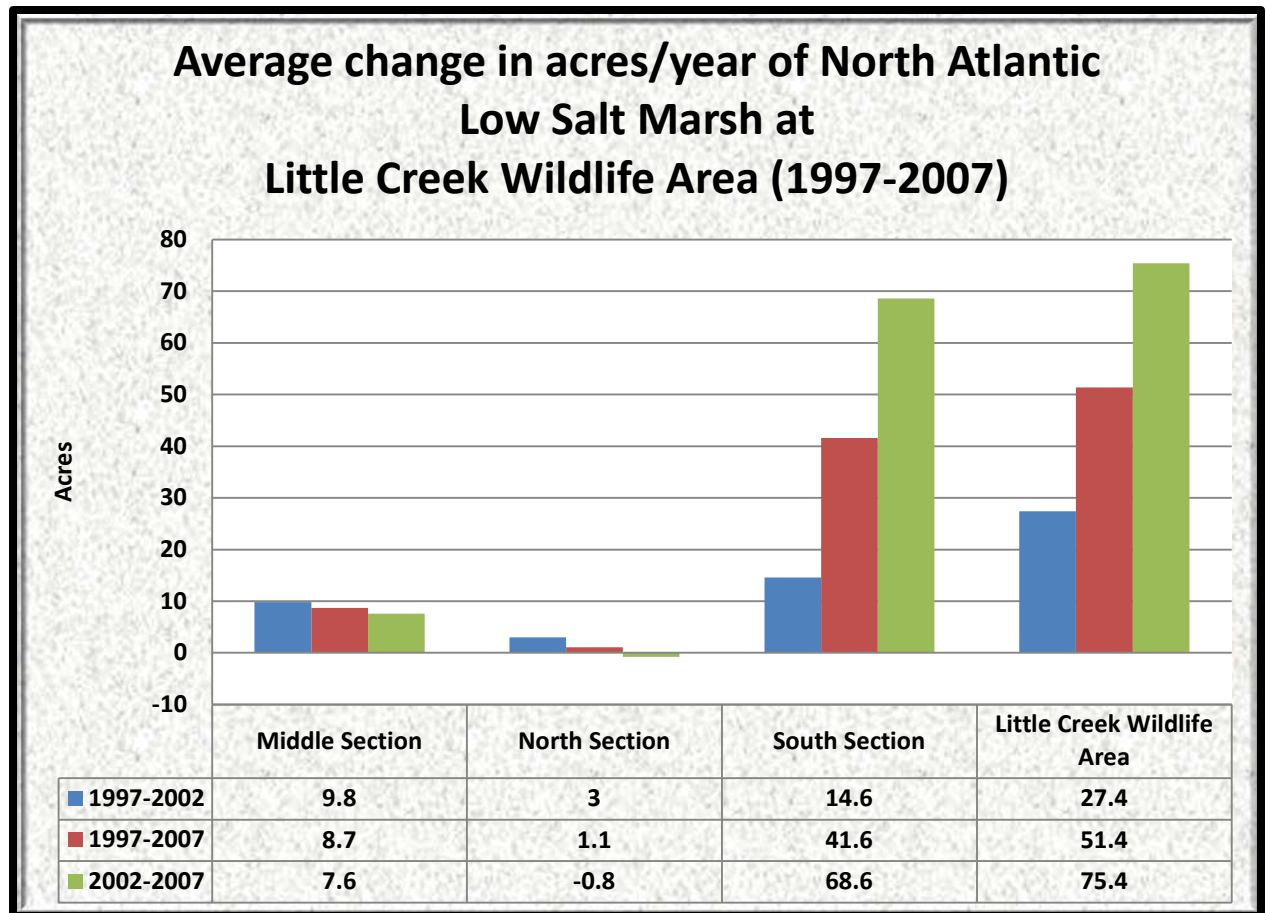 Average change in acres/year of North Atlantic
Low Salt Marsh at
Little Creek Wildlife Area (1997-2007)
80
70
60
50
40
30
20
10
0
-10
Acres
Middle Section North Section South Section Little Creek Wildlife
Area
1997-2002 9.8 3 14.6 27.4
1997-2007 8.7 1.1 41.6 51.4
2002-2007 7.6 -0.8 68.6 75.4